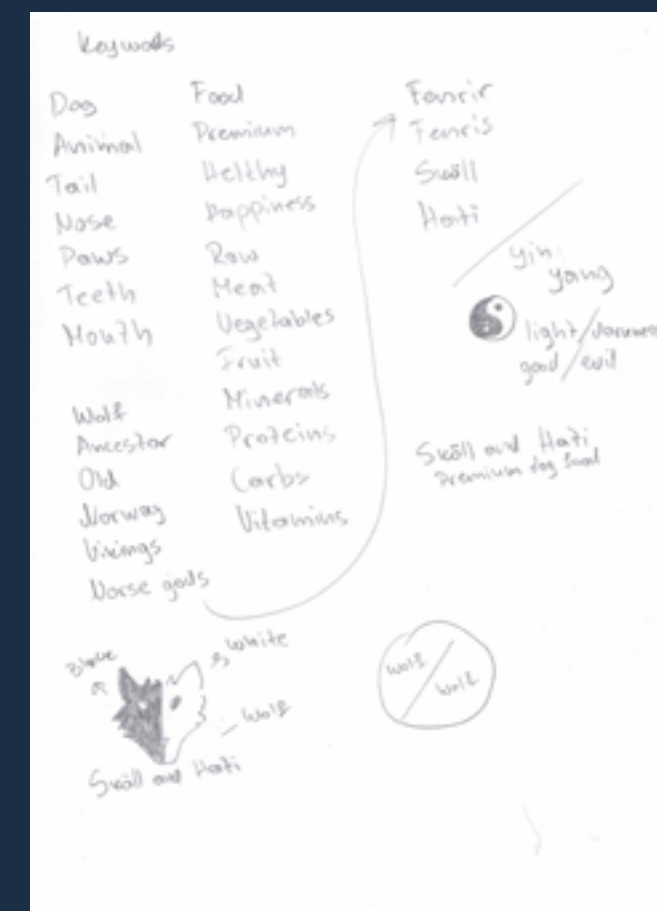 Keywords
Dog
Animal
Tail
Nose
Paws
Teeth
Mouth
Wolf
Ancestor
Old
Norway
Vikings
Norse gods
Food
Premium
Helthy
Happiness
Raw
Meat
Vegetables
Fruit
Minerals
Proteins
Carbs
Vitamins
Fenrir
Fenris
Sköll
Hati
yin
yang
light/darkness
good/evil
Sköll and Hati
Premium dog food
White
Wolf
Sköll and Hati
Wolf
Wolf